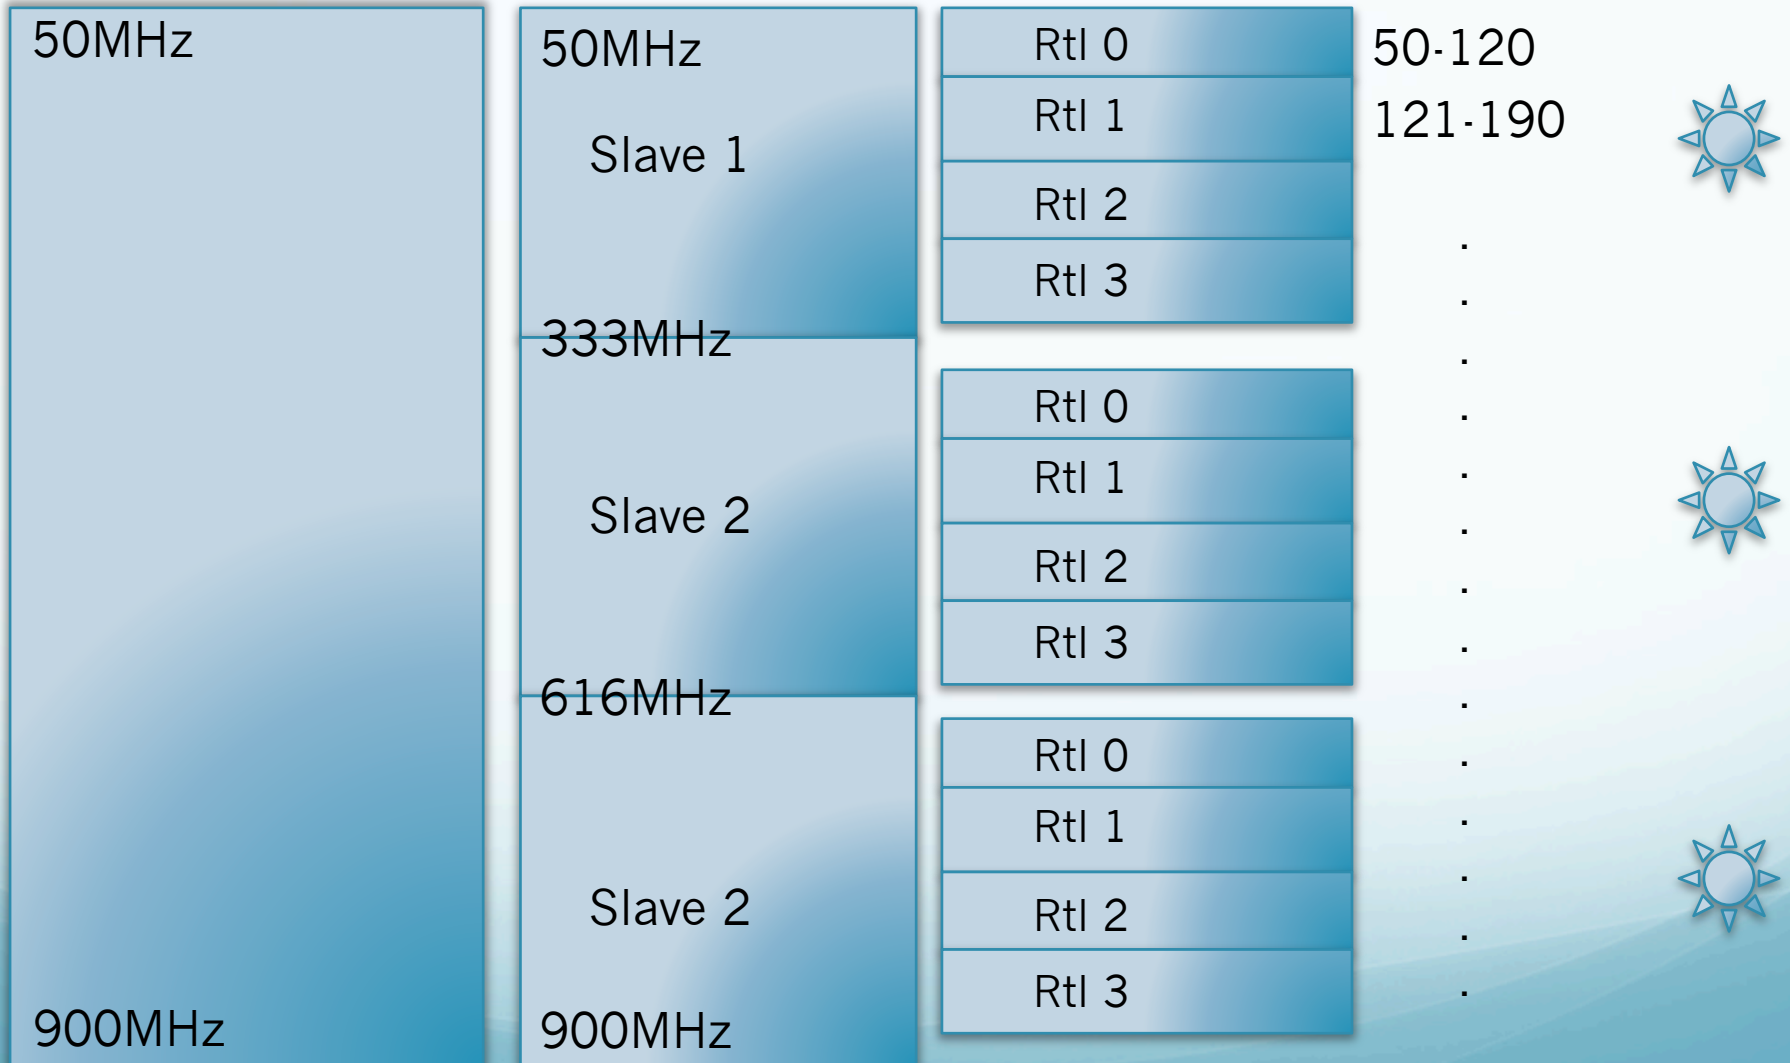 50MHz
900MHz
50MHz
Slave 1
333MHz
Slave 2
616MHz
Slave 2
900MHz
Rtl 0
Rtl 1
Rtl 2
Rtl 3
Rtl 0
Rtl 1
Rtl 2
Rtl 3
Rtl 0
Rtl 1
Rtl 2
Rtl 3
50-120
121-190
.
.
.
.
.
.
.
.
.
.
.
.
.
.